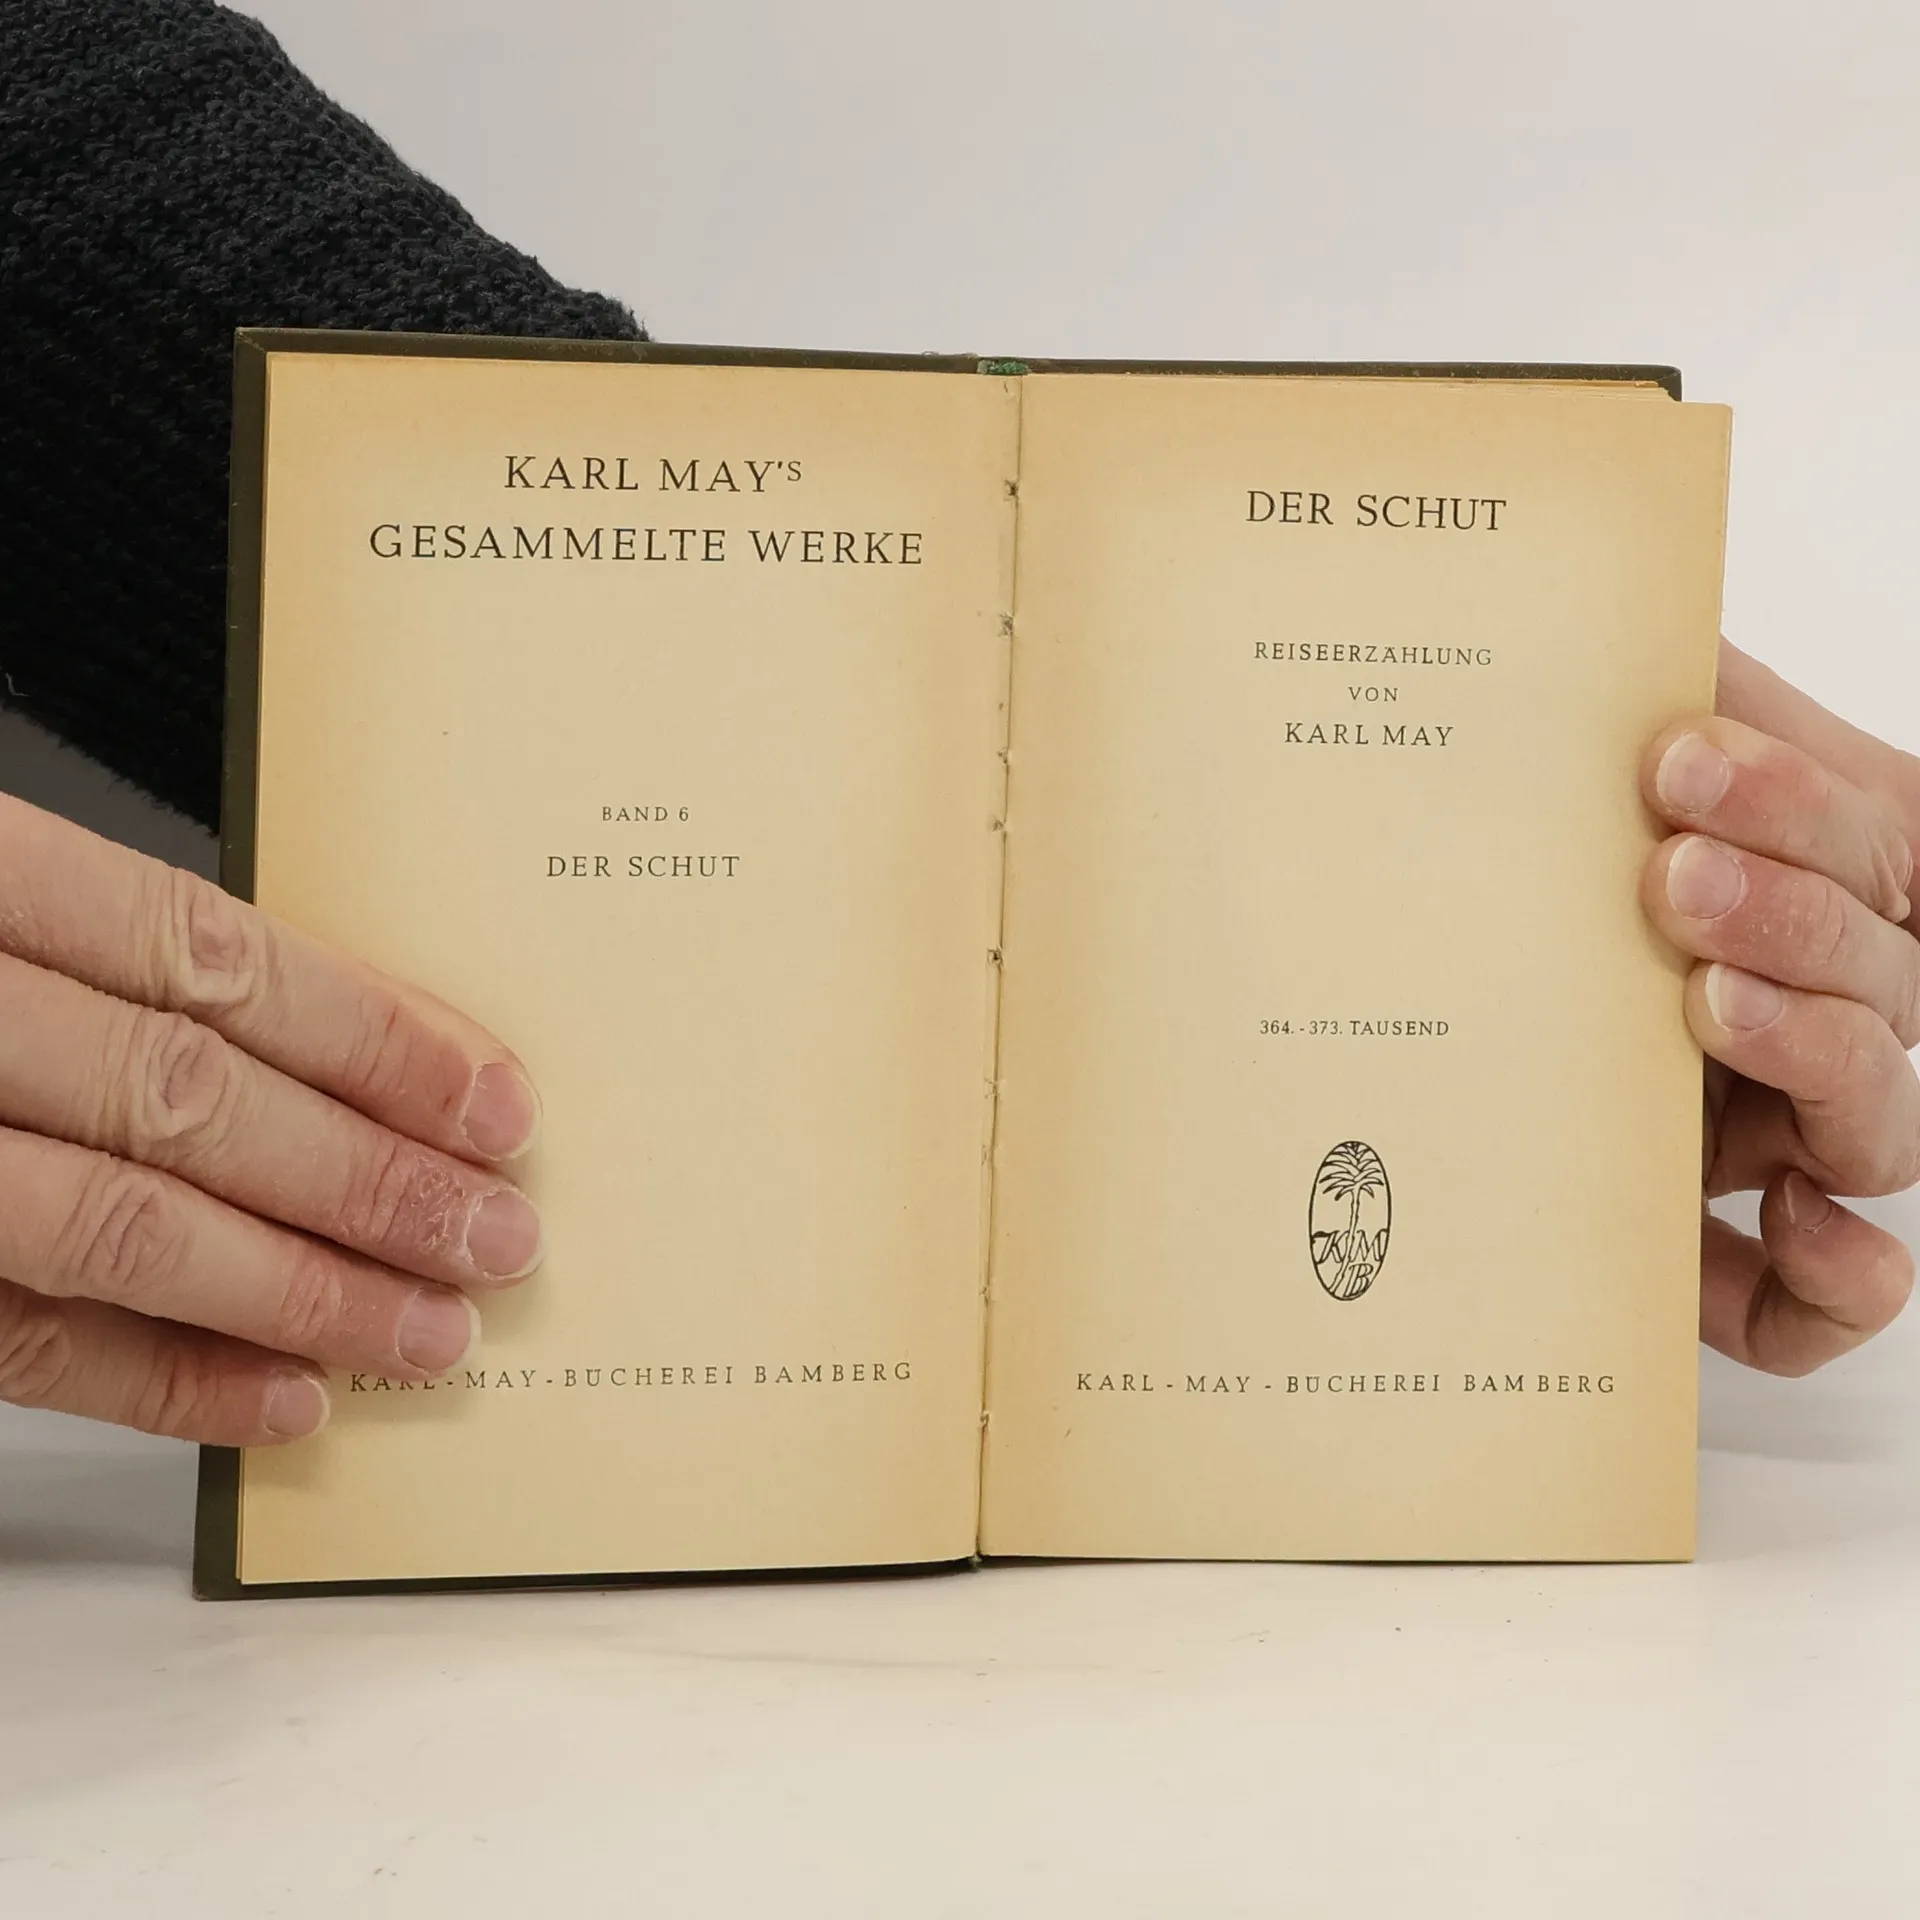 KARL MAY'S
GESAMMELTE WERKE
BAND 6
DER SCHUT
KARL-MAY-BÜCHEREI BAMBERG
DER SCHUT
REISEERZÄHLUNG
VON
KARL MAY
364.-373. TAUSEND
KMB
KARL-MAY-BÜCHEREI BAMBERG